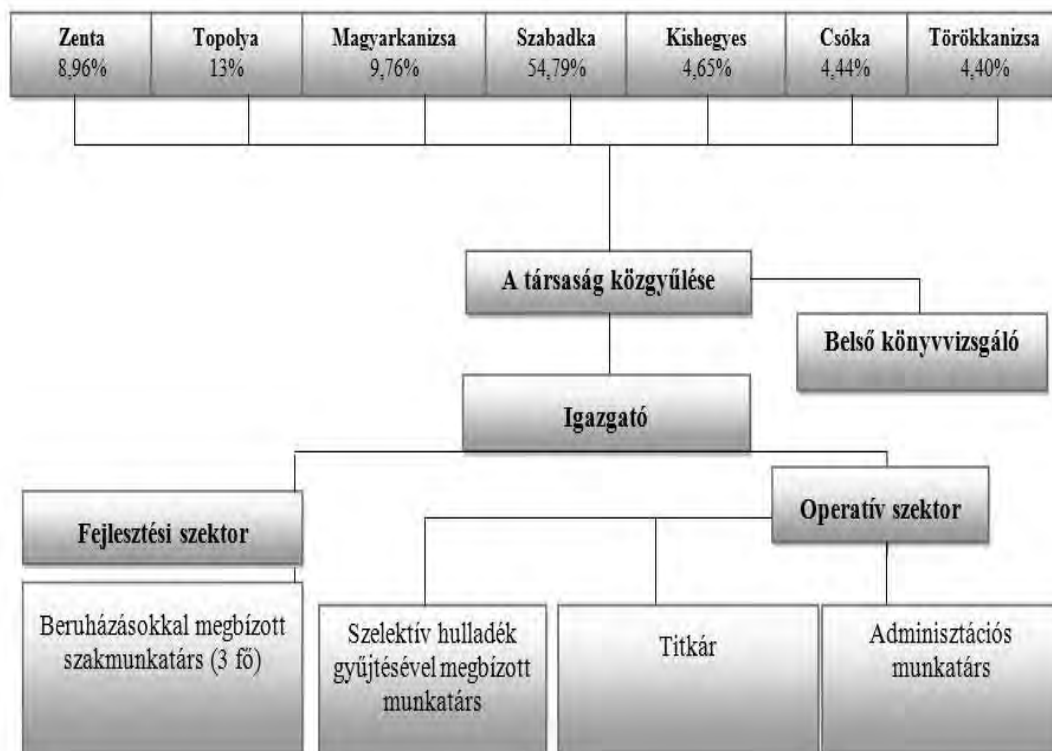 Zenta
8,96%
Topolya
13%
Magyarkanizsa
9,76%
Szabadka
54,79%
Kishegyes
4,65%
Csóka
4,44%
Törökkanizsa
4,40%
A társaság közgyűlése
Belső könyvvizsgáló
Igazgató
Fejlesztési szektor
Operatív szektor
Beruházásokkal megbízott
szakmunkatárs (3 fő)
Szelektív hulladék
gyűjtésével megbízott
munkatárs
Titkár
Adminisztációs
munkatárs